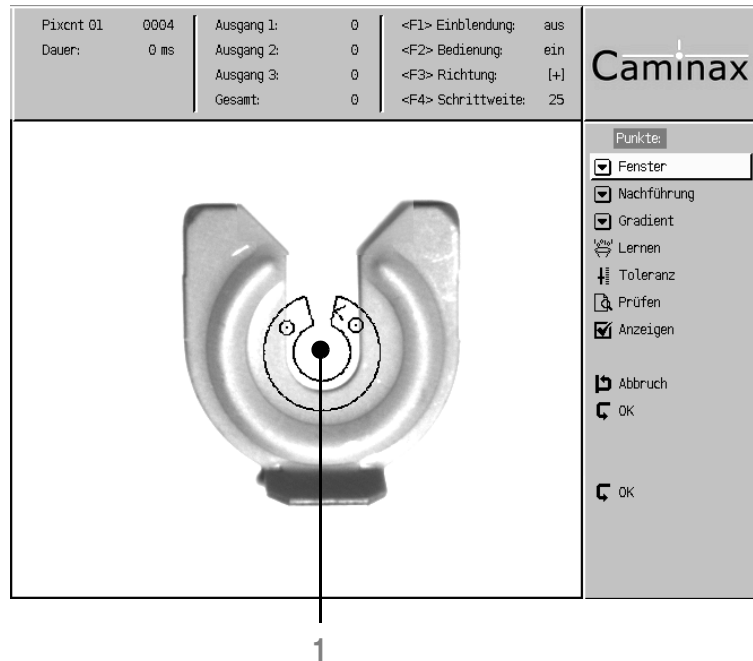 Pixcnt 01 0004
Dauer: 0 ms
Ausgang 1: 0
Ausgang 2: 0
Ausgang 3: 0
Gesamt: 0
<F1> Einblendung: aus
<F2> Bedienung: ein
<F3> Richtung: [+]
<F4> Schrittweite: 25
Caminax
Punkte:
Fenster
Nachführung
Gradient
Lernen
Toleranz
Prüfen
Anzeigen
Abbruch
OK
OK
1